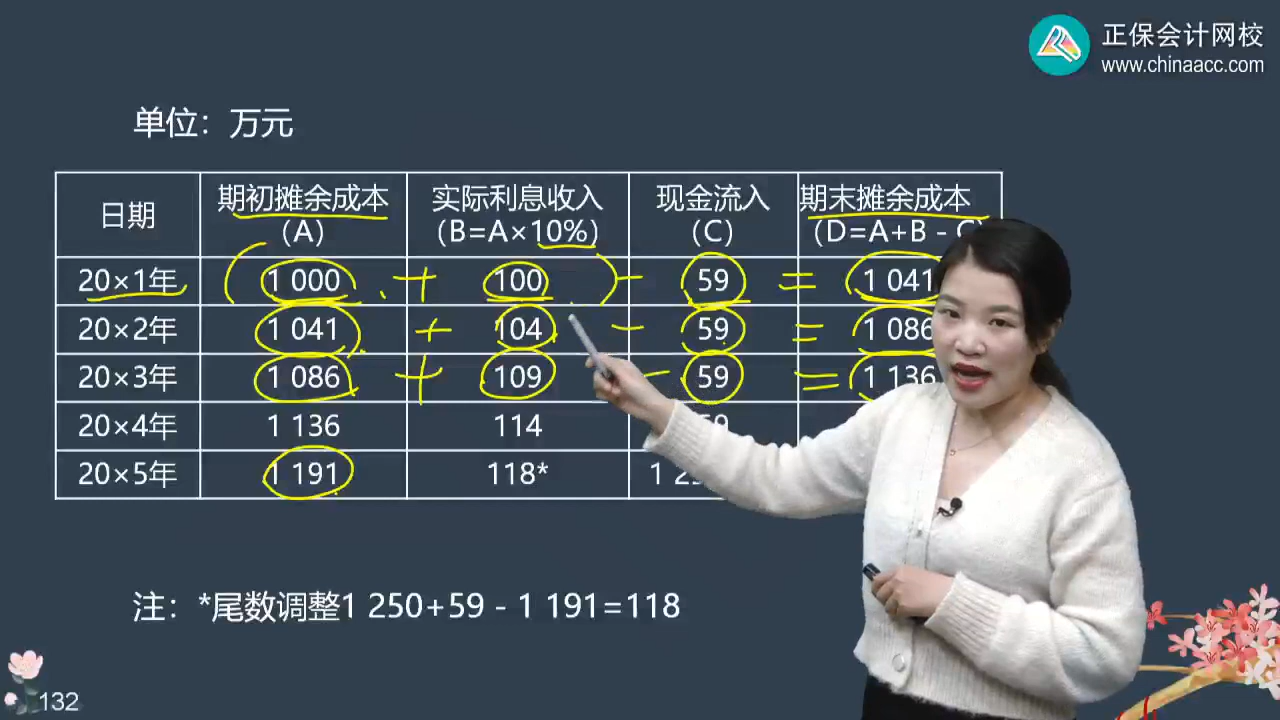 正保会计网校
www.chinaacc.com
单位：万元
日期 期初摊余成本（A） 实际利息收入（B=A×10%） 现金流入（C） 期末摊余成本（D=A+B - C）
20×1年 1 000 + 100 - 59 = 1 041
20×2年 1 041 + 104 - 59 = 1 086
20×3年 1 086 + 109 - 59 = 1 136
20×4年 1 136 114
20×5年 1 191 118*
注：*尾数调整1 250+59 - 1 191=118
132